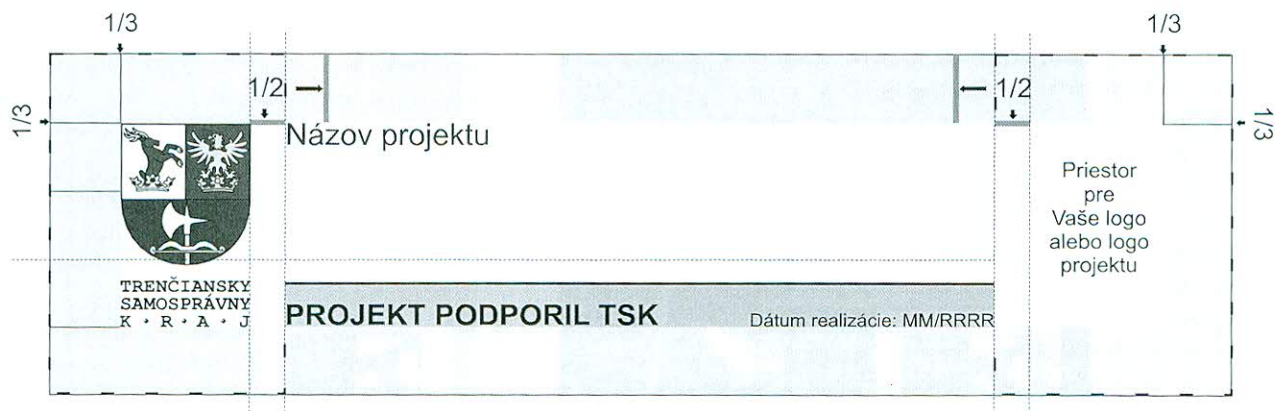 1/3
1/3
1/2
1/2
1/3
1/3
Názov projektu
Priestor
pre
Vaše logo
alebo logo
projektu
TRENČIANSKY
SAMOSPRÁVNY
K · R · A · J
PROJEKT PODPORIL TSK
Dátum realizácie: MM/RRRR